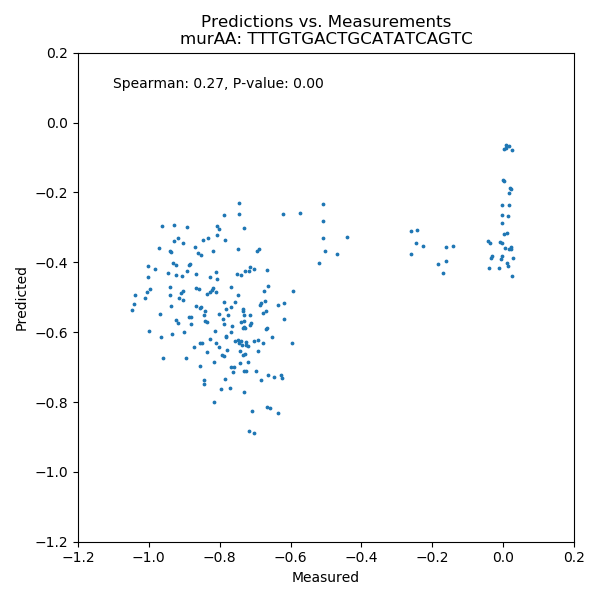 Predictions vs. Measurements
murAA: TTTGTGACTGCATATCAGTC
Spearman: 0.27, P-value: 0.00
0.2
0.0
−0.2
−0.4
−0.6
−0.8
−1.0
−1.2
Predicted
−1.2 −1.0 −0.8 −0.6 −0.4 −0.2 0.0 0.2
Measured